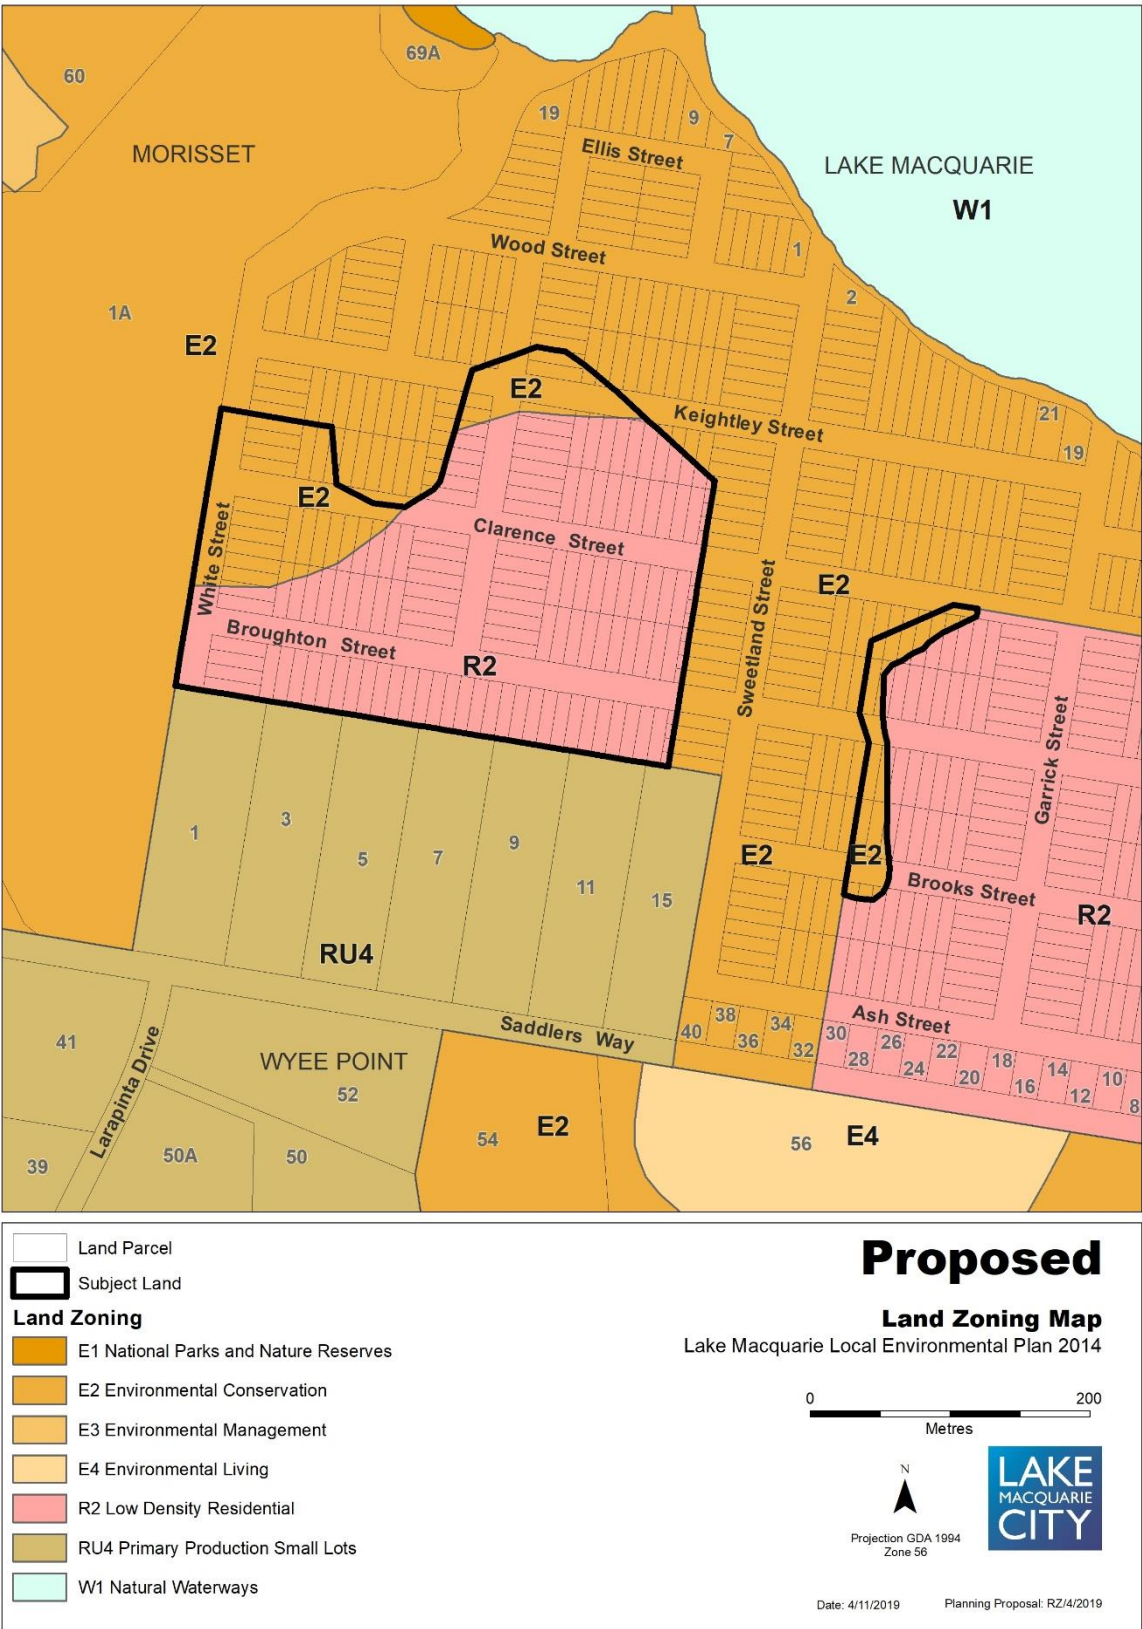 60
69A
MORISSET
19
9
7
Ellis Street
LAKE MACQUARIE
W1
Wood Street
1
2
1A
E2
E2
Keightley Street
21
19
E2
White Street
Clarence Street
Sweetland Street
E2
Broughton Street
R2
Garrick Street
1
3
5
7
9
11
15
E2
E2
Brooks Street
R2
RU4
Saddlers Way
40
38
36
34
32
Ash Street
30
28
26
24
22
20
18
16
14
12
10
8
41
Larapinta Drive
WYEE POINT
52
54
E2
56
E4
39
50A
50
Land Parcel
Subject Land
Land Zoning
E1 National Parks and Nature Reserves
E2 Environmental Conservation
E3 Environmental Management
E4 Environmental Living
R2 Low Density Residential
RU4 Primary Production Small Lots
W1 Natural Waterways
Proposed
Land Zoning Map
Lake Macquarie Local Environmental Plan 2014
0 200
Metres
N
Projection GDA 1994
Zone 56
LAKE
MACQUARIE
CITY
Date: 4/11/2019 Planning Proposal: RZ/4/2019